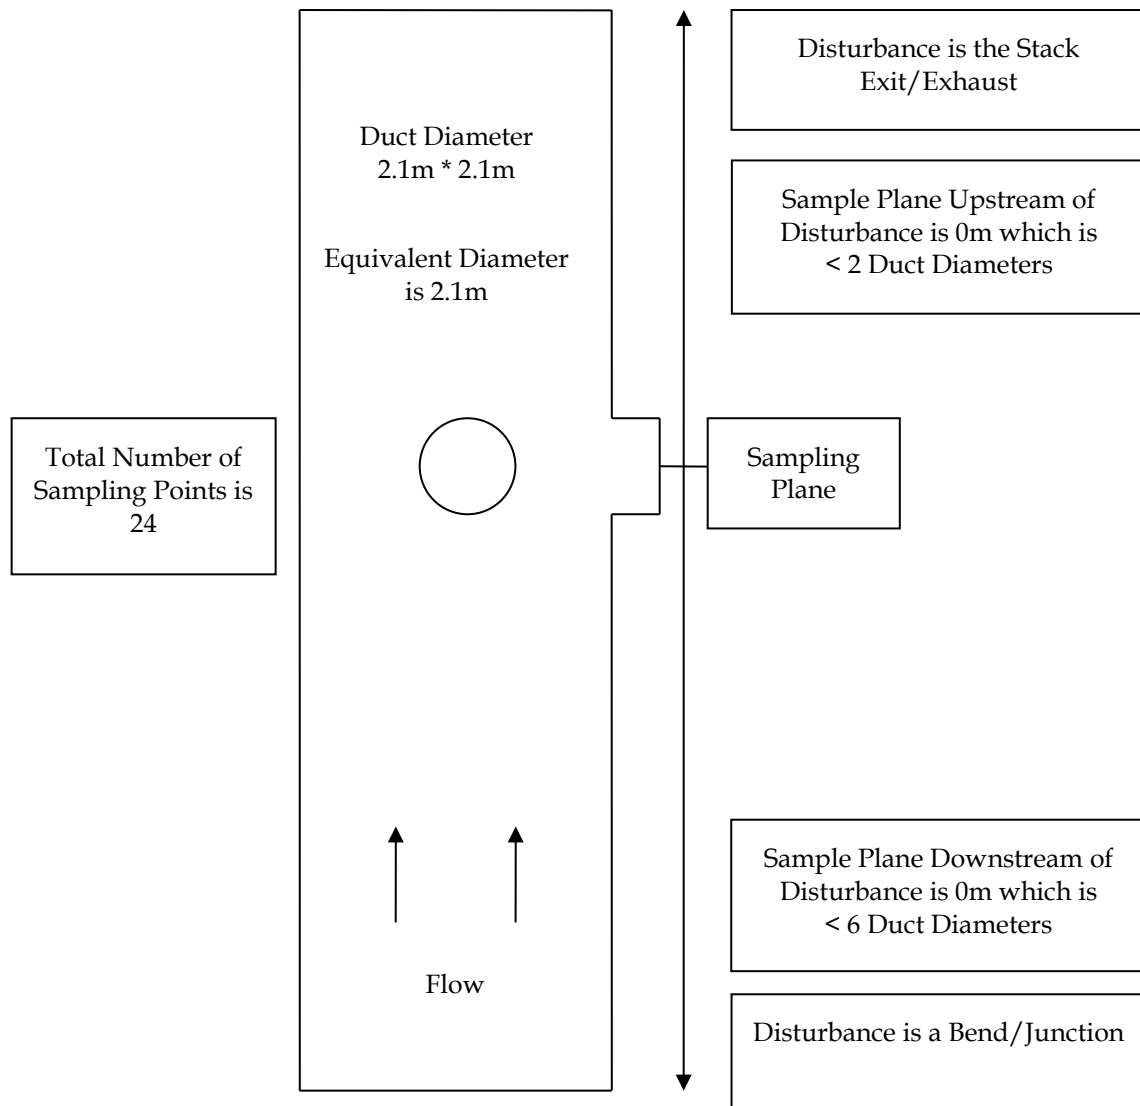 Disturbance is the Stack
Exit/Exhaust
Duct Diameter
2.1m * 2.1m
Sample Plane Upstream of
Disturbance is 0m which is
< 2 Duct Diameters
Equivalent Diameter
is 2.1m
Total Number of
Sampling Points is
24
Sampling
Plane
Sample Plane Downstream of
Disturbance is 0m which is
< 6 Duct Diameters
Flow
Disturbance is a Bend/Junction